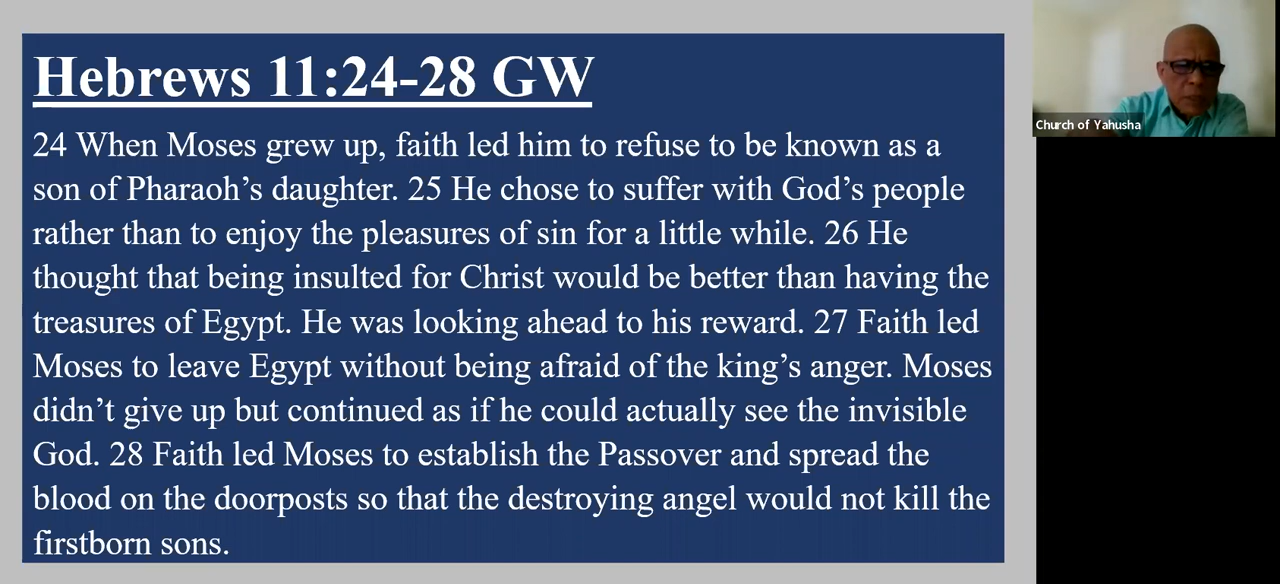 Hebrews 11:24-28 GW
24 When Moses grew up, faith led him to refuse to be known as a
son of Pharaoh’s daughter. 25 He chose to suffer with God’s people
rather than to enjoy the pleasures of sin for a little while. 26 He
thought that being insulted for Christ would be better than having the
treasures of Egypt. He was looking ahead to his reward. 27 Faith led
Moses to leave Egypt without being afraid of the king’s anger. Moses
didn’t give up but continued as if he could actually see the invisible
God. 28 Faith led Moses to establish the Passover and spread the
blood on the doorposts so that the destroying angel would not kill the
firstborn sons.
Church of Yahusha